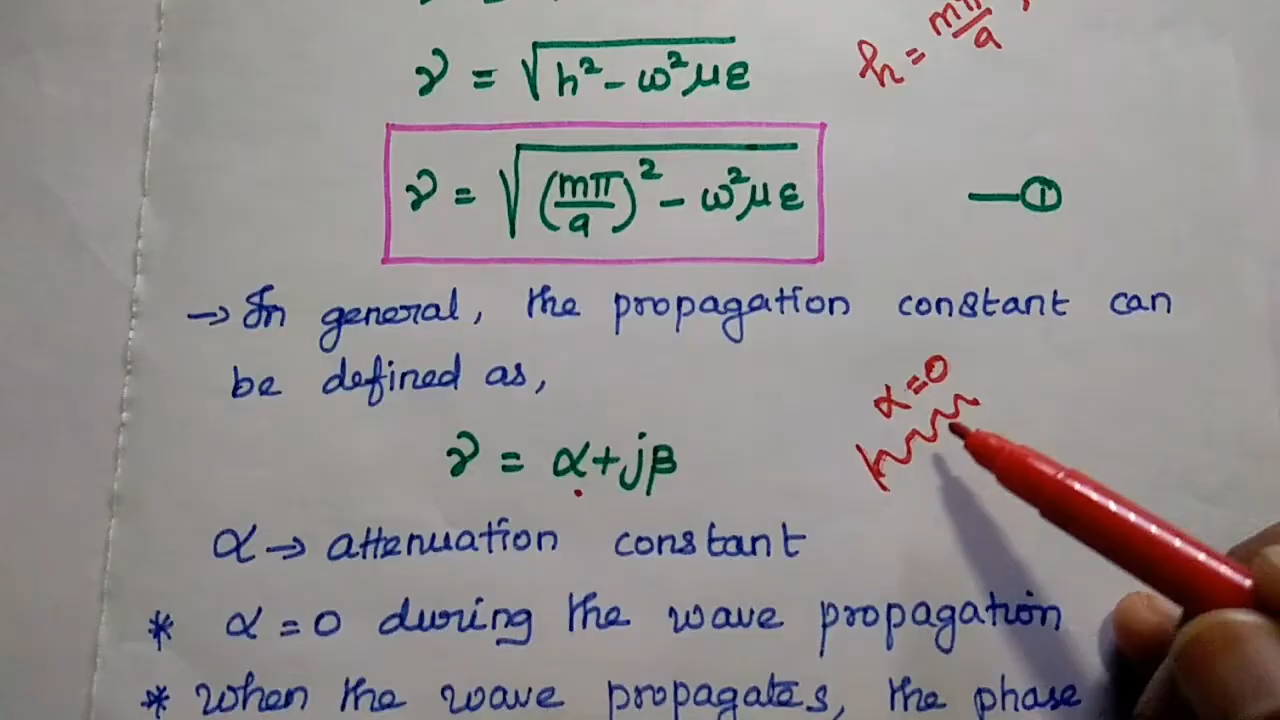 γ = √h² - ω²με
h = mπ/a
γ = √(mπ/a)² - ω²με —①
→ In general, the propagation constant can
be defined as,
α=0
γ = α+jβ
α → attenuation constant
* α = 0 during the wave propagation
* When the wave propagates, the phase